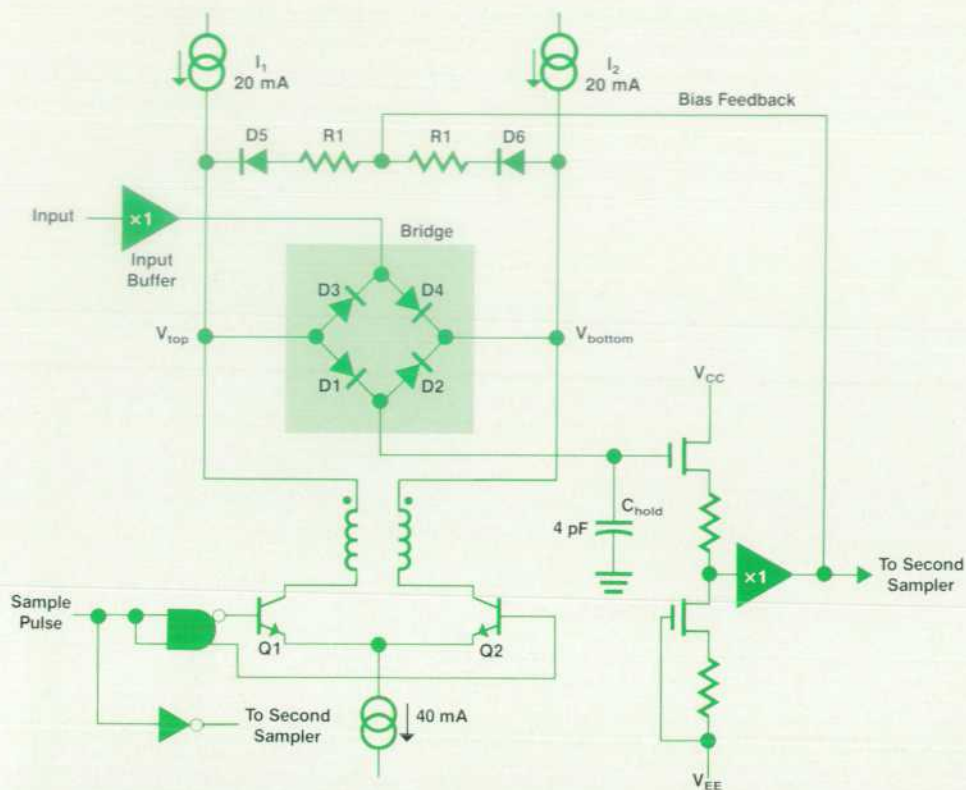 I1
20 mA
I2
20 mA
Bias Feedback
D5
R1
R1
D6
Input
×1
Input
Buffer
Bridge
D3
D4
Vtop
Vbottom
D1
D2
VCC
Chold
4 pF
×1
To Second
Sampler
Sample
Pulse
Q1
Q2
To Second
Sampler
40 mA
VEE